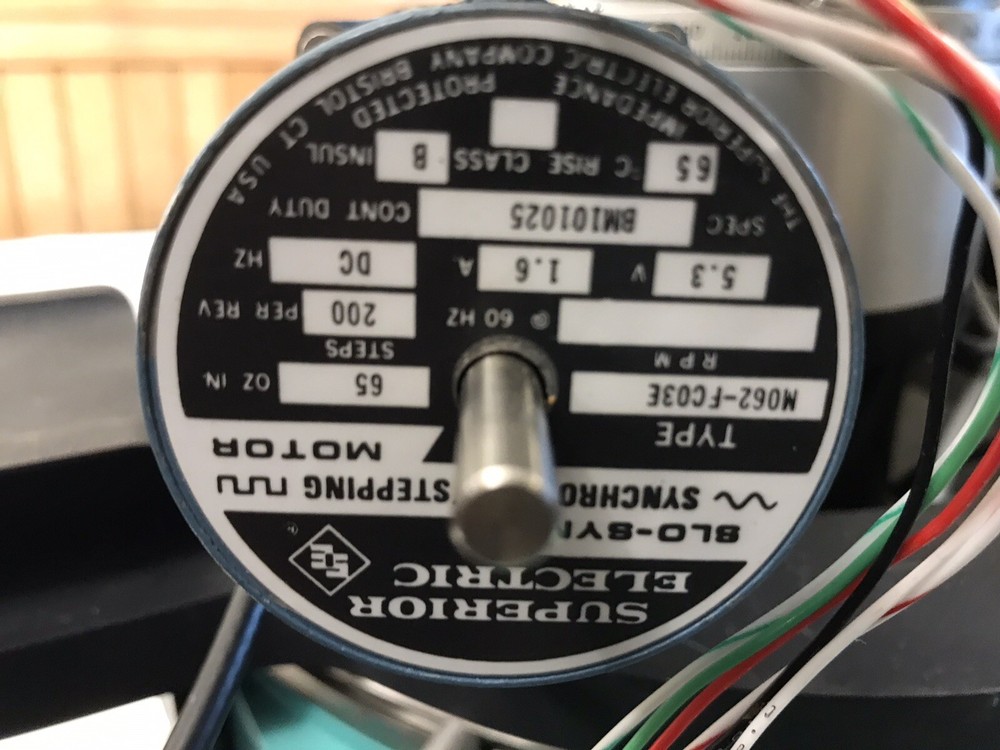 SUPERIOR
ELECTRIC
SLO-SYN
SYNCHRO STEPPING
MOTOR
TYPE
M062-FC03E 65 OZ IN.
RPM STEPS
@ 60 HZ 200 PER REV
5.3 V 1.6 A. DC HZ
SPEC BM101025 CONT DUTY
65 °C RISE CLASS B INSUL
IMPEDANCE PROTECTED
THE SUPERIOR ELECTRIC COMPANY BRISTOL CT USA